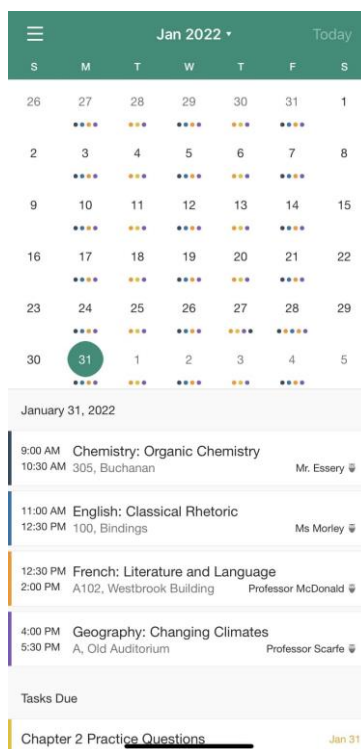 Jan 2022
Today
S M T W T F S
26 27 28 29 30 31 1
2 3 4 5 6 7 8
9 10 11 12 13 14 15
16 17 18 19 20 21 22
23 24 25 26 27 28 29
30 31 1 2 3 4 5
January 31, 2022
9:00 AM Chemistry: Organic Chemistry
10:30 AM 305, Buchanan Mr. Essery
11:00 AM English: Classical Rhetoric
12:30 PM 100, Bindings Ms Morley
12:30 PM French: Literature and Language
2:00 PM A102, Westbrook Building Professor McDonald
4:00 PM Geography: Changing Climates
5:30 PM A, Old Auditorium Professor Scarfe
Tasks Due
Chapter 2 Practice Questions Jan 31